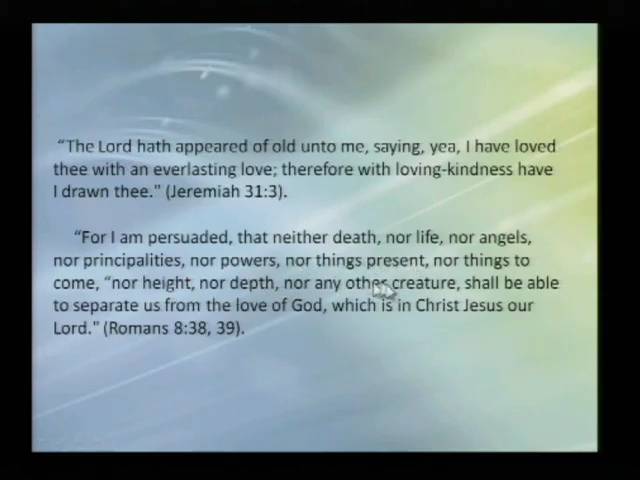 “The Lord hath appeared of old unto me, saying, yea, I have loved
thee with an everlasting love; therefore with loving-kindness have
I drawn thee." (Jeremiah 31:3).
“For I am persuaded, that neither death, nor life, nor angels,
nor principalities, nor powers, nor things present, nor things to
come, “nor height, nor depth, nor any other creature, shall be able
to separate us from the love of God, which is in Christ Jesus our
Lord." (Romans 8:38, 39).